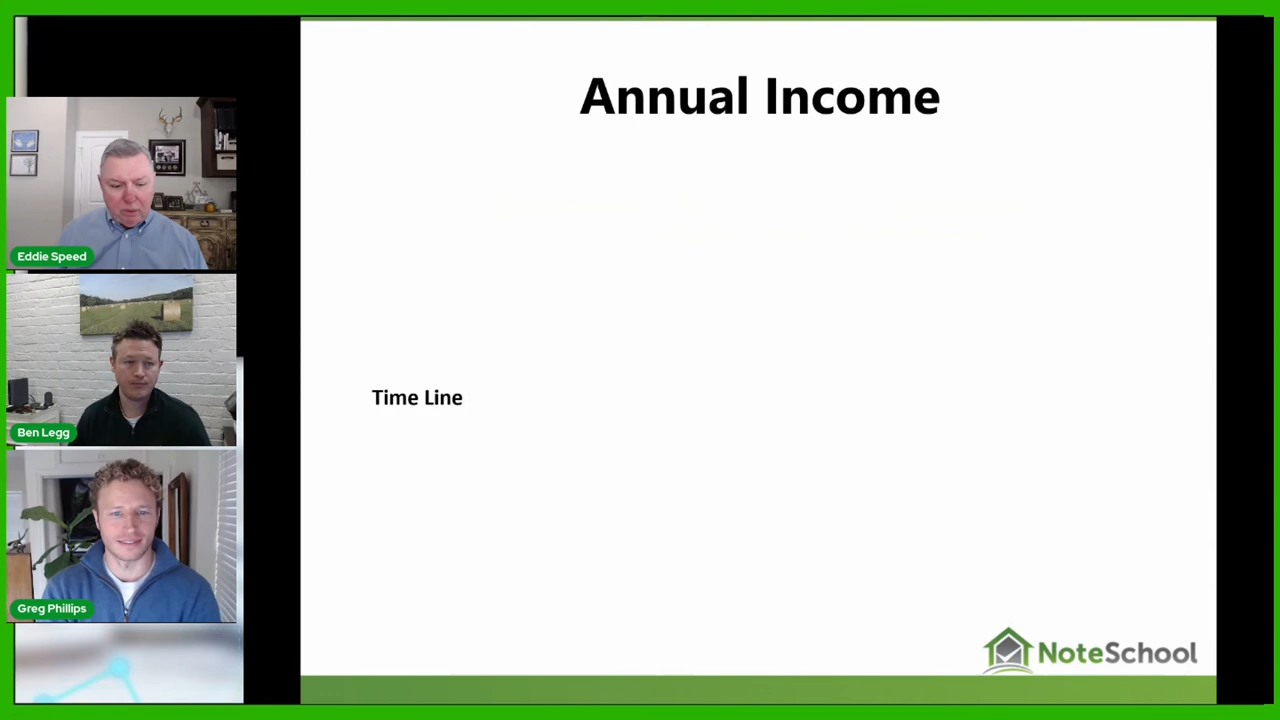 Annual Income
Eddie Speed
Ben Legg
Time Line
Greg Phillips
NoteSchool